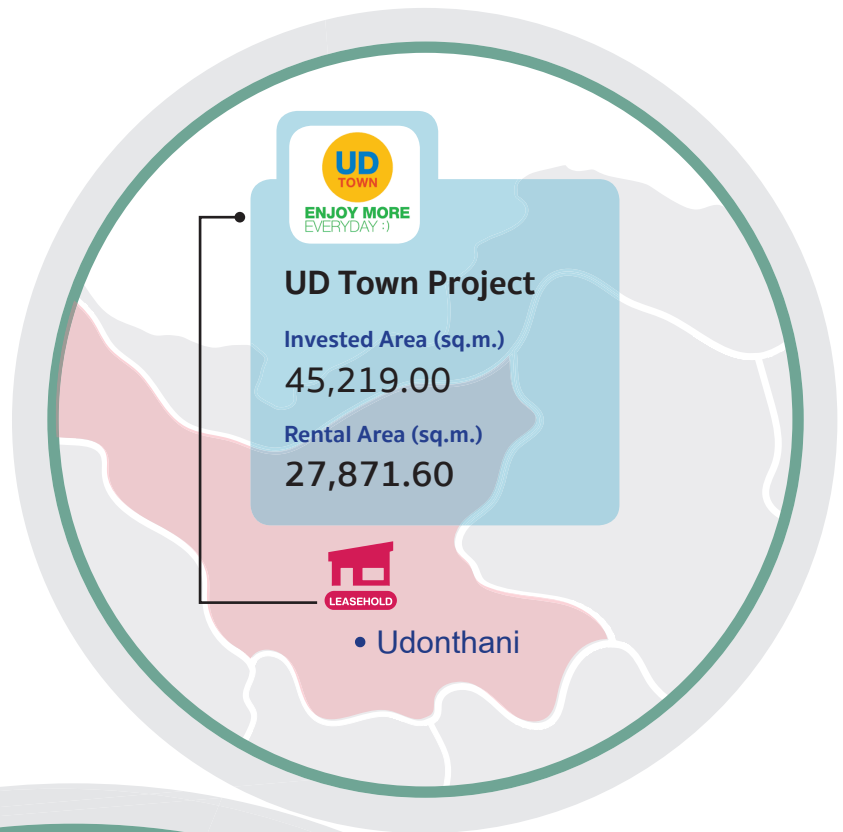 UD
TOWN
ENJOY MORE
EVERYDAY :)
UD Town Project
Invested Area (sq.m.)
45,219.00
Rental Area (sq.m.)
27,871.60
LEASEHOLD
• Udonthani